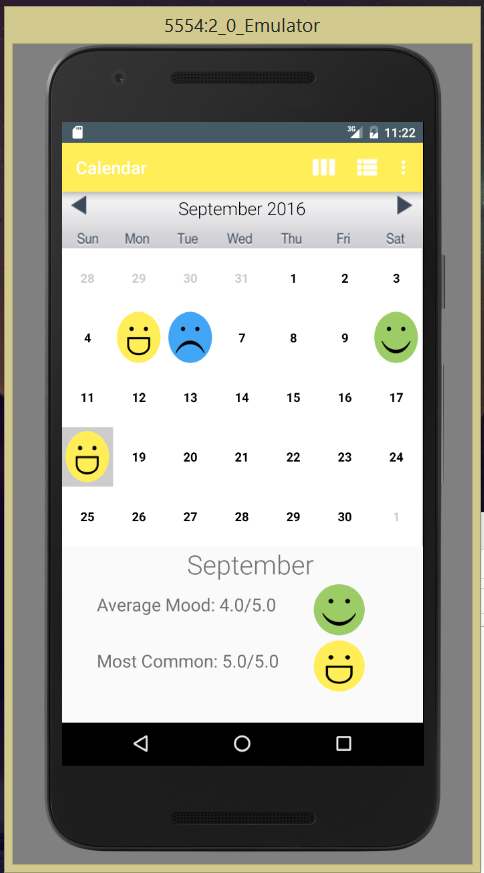 5554:2_0_Emulator
3G 11:22
Calendar
September 2016
Sun Mon Tue Wed Thu Fri Sat
28 29 30 31 1 2 3
4 7 8 9
11 12 13 14 15 16 17
19 20 21 22 23 24
25 26 27 28 29 30 1
September
Average Mood: 4.0/5.0
Most Common: 5.0/5.0